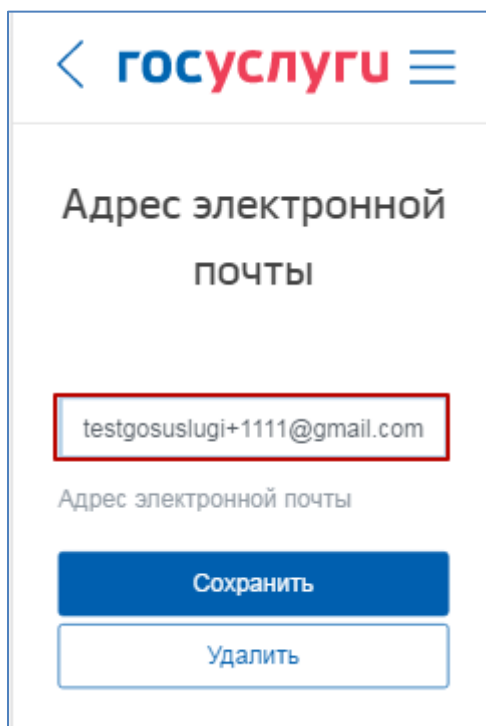 госуслуги
Адрес электронной
почты
testgosuslugi+1111@gmail.com
Адрес электронной почты
Сохранить
Удалить